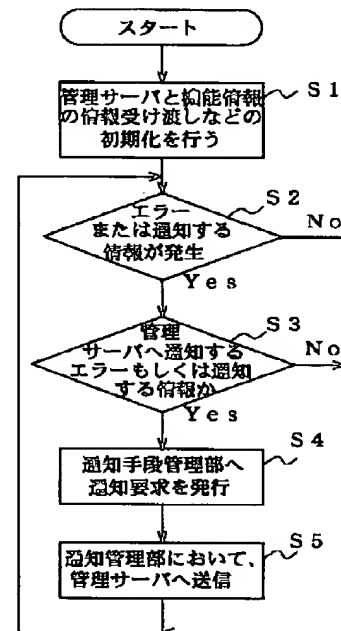 スタート
管理サーバと機能情報
の情報受け渡しなどの
初期化を行う
S1
エラー
または通知する
情報が発生
S2
No
Yes
管理
サーバへ通知する
エラーもしくは通知
する情報か
S3
No
Yes
通知手段管理部へ
通知要求を発行
S4
通知管理部において、
管理サーバへ送信
S5